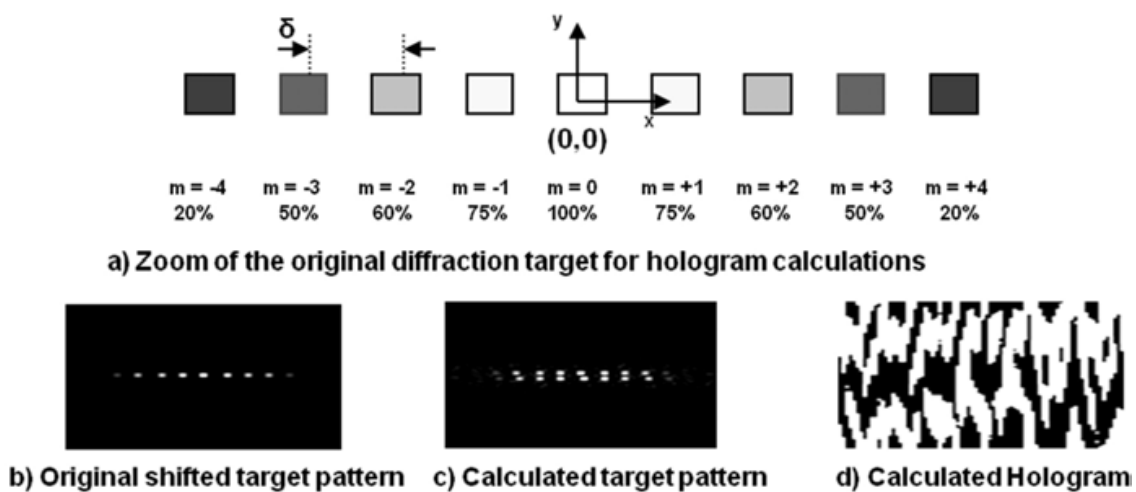 δ
y
x
(0,0)
m = -4 m = -3 m = -2 m = -1 m = 0 m = +1 m = +2 m = +3 m = +4
20% 50% 60% 75% 100% 75% 60% 50% 20%
a) Zoom of the original diffraction target for hologram calculations
b) Original shifted target pattern c) Calculated target pattern d) Calculated Hologram